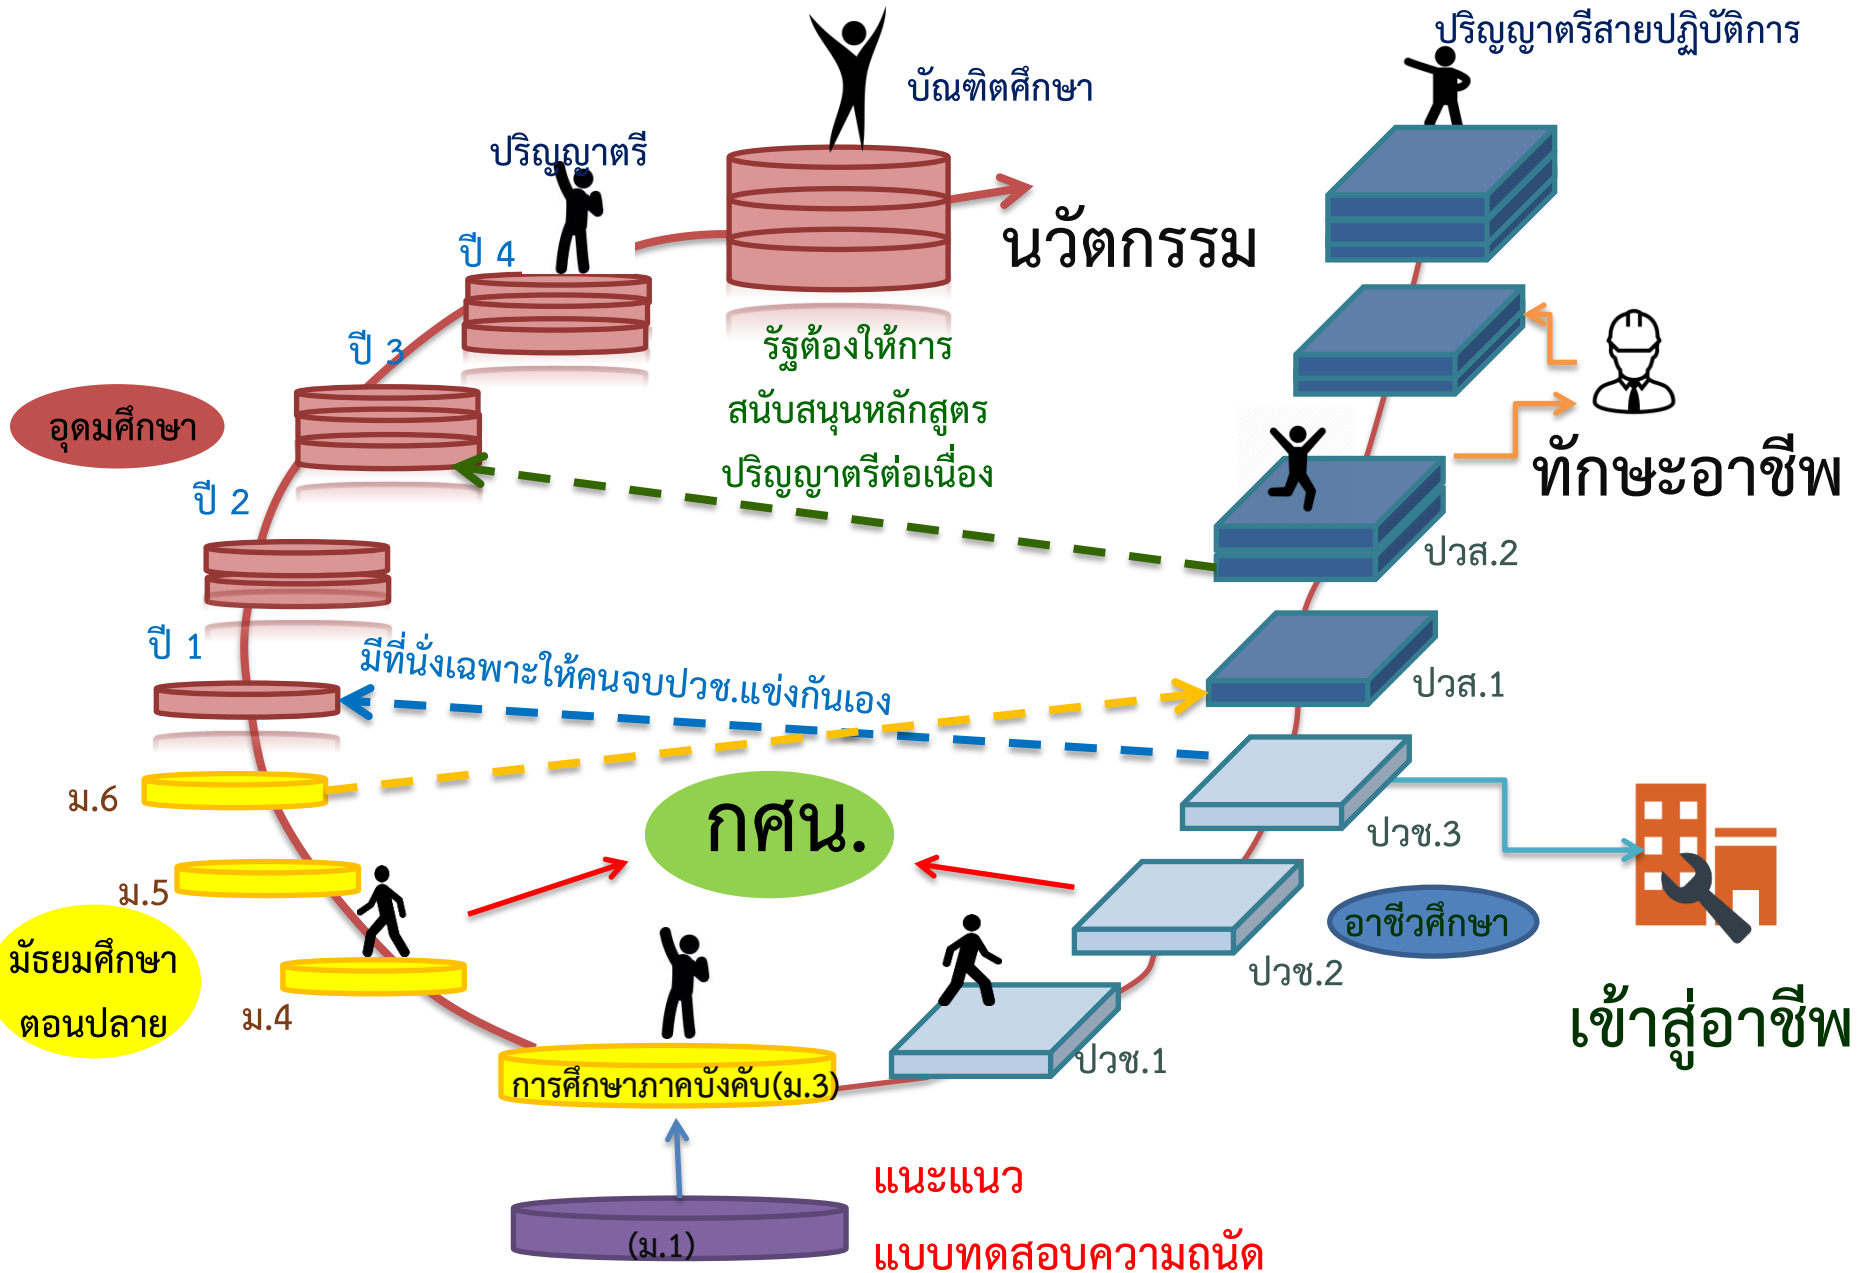 ปริญญาตรีสายปฏิบัติการ
บัณฑิตศึกษา
ปริญญาตรี
ปี 4
นวัตกรรม
ปี 3
รัฐต้องให้การ
สนับสนุนหลักสูตร
ปริญญาตรีต่อเนื่อง
อุดมศึกษา
ทักษะอาชีพ
ปี 2
ปวส.2
ปี 1
มีที่นั่งเฉพาะให้คนจบปวช.แข่งกันเอง
ปวส.1
ม.6
กศน.
ปวช.3
ม.5
อาชีวศึกษา
มัธยมศึกษา
ตอนปลาย
ปวช.2
ม.4
เข้าสู่อาชีพ
ปวช.1
การศึกษาภาคบังคับ(ม.3)
แนะแนว
(ม.1)
แบบทดสอบความถนัด